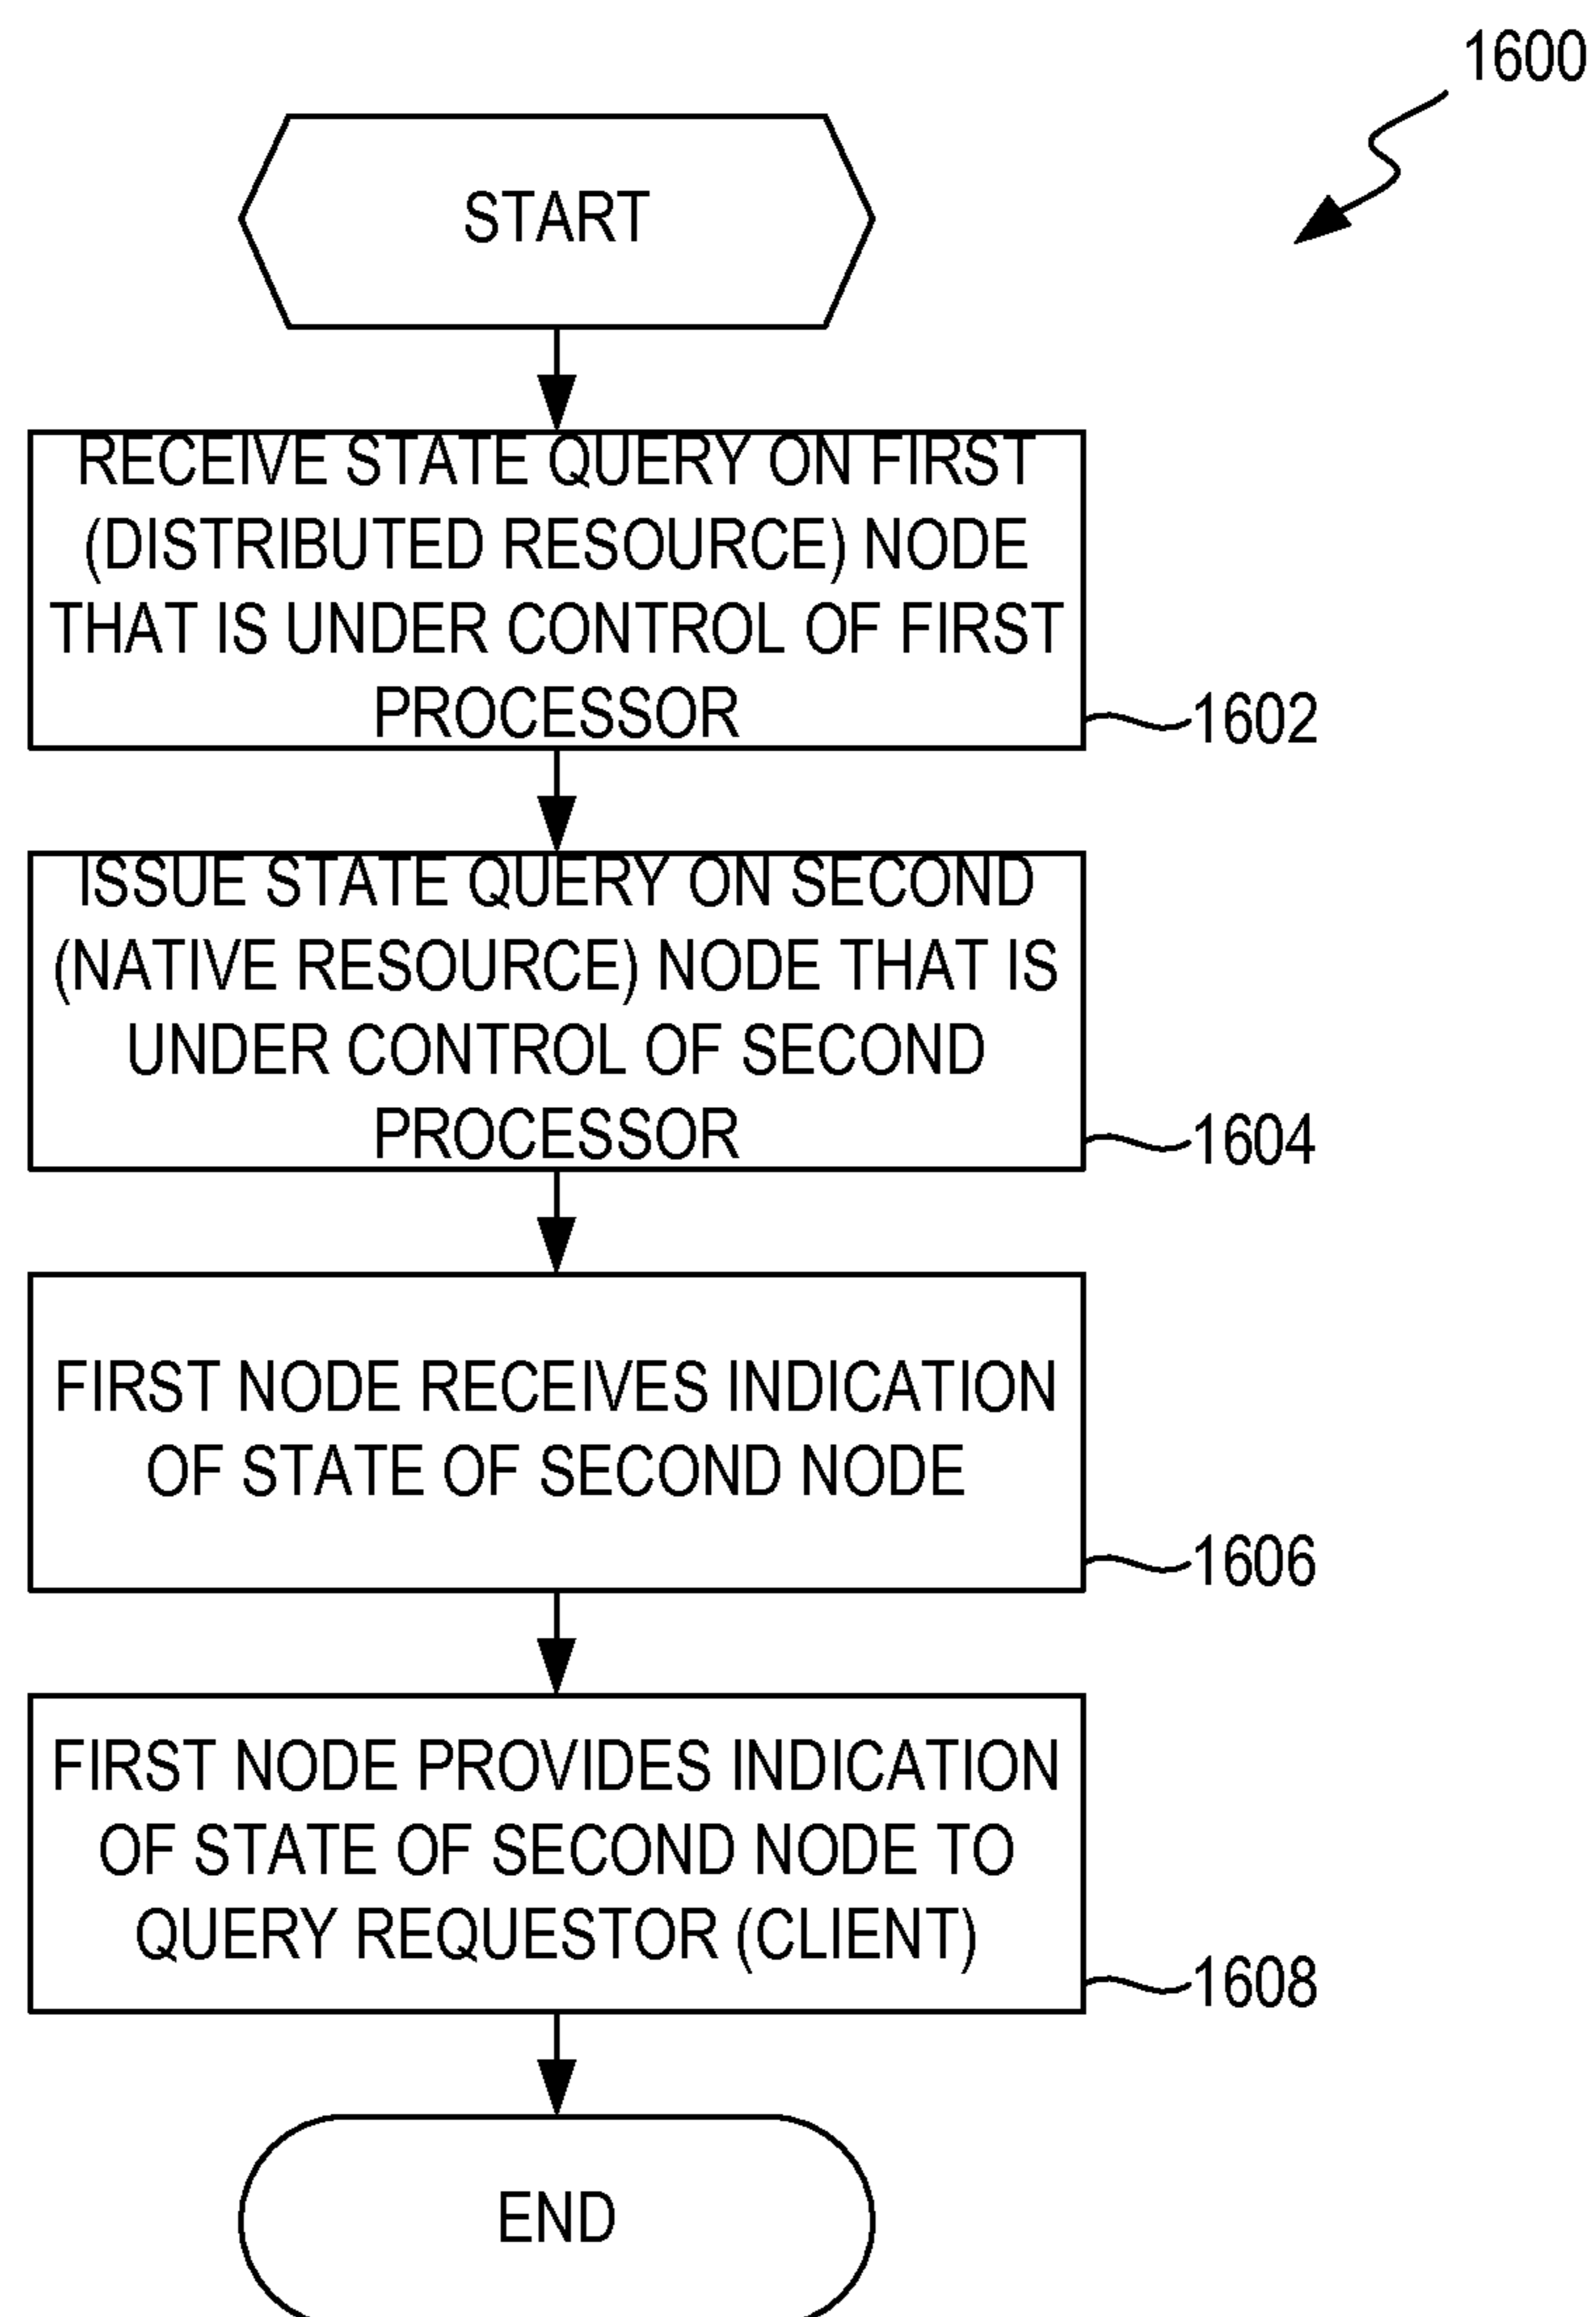 1600
START
RECEIVE STATE QUERY ON FIRST
(DISTRIBUTED RESOURCE) NODE
THAT IS UNDER CONTROL OF FIRST
PROCESSOR
1602
ISSUE STATE QUERY ON SECOND
(NATIVE RESOURCE) NODE THAT IS
UNDER CONTROL OF SECOND
PROCESSOR
1604
FIRST NODE RECEIVES INDICATION
OF STATE OF SECOND NODE
1606
FIRST NODE PROVIDES INDICATION
OF STATE OF SECOND NODE TO
QUERY REQUESTOR (CLIENT)
1608
END